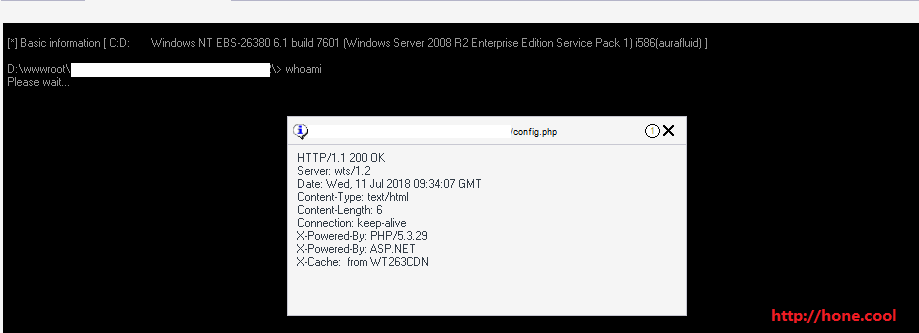 [*] Basic information [ C:D:      Windows NT EBS-26380 6.1 build 7601 (Windows Server 2008 R2 Enterprise Edition Service Pack 1) i586(aurafluid) ]
D:\wwwroot\ \> whoami
Please wait...
/config.php
HTTP/1.1 200 OK
Server: wts/1.2
Date: Wed, 11 Jul 2018 09:34:07 GMT
Content-Type: text/html
Content-Length: 6
Connection: keep-alive
X-Powered-By: PHP/5.3.29
X-Powered-By: ASP.NET
X-Cache:  from WT263CDN
http://hone.cool